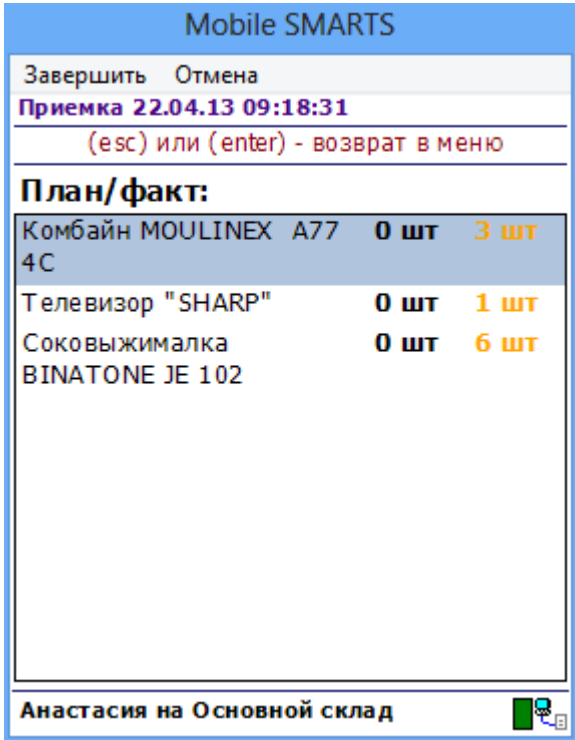 Mobile SMARTS
Завершить Отмена
Приемка 22.04.13 09:18:31
(esc) или (enter) - возврат в меню
План/факт:
Комбайн MOULINEX A77 0 шт 3 шт
4C
Телевизор "SHARP" 0 шт 1 шт
Соковыжималка 0 шт 6 шт
BINATONE JE 102
Анастасия на Основной склад